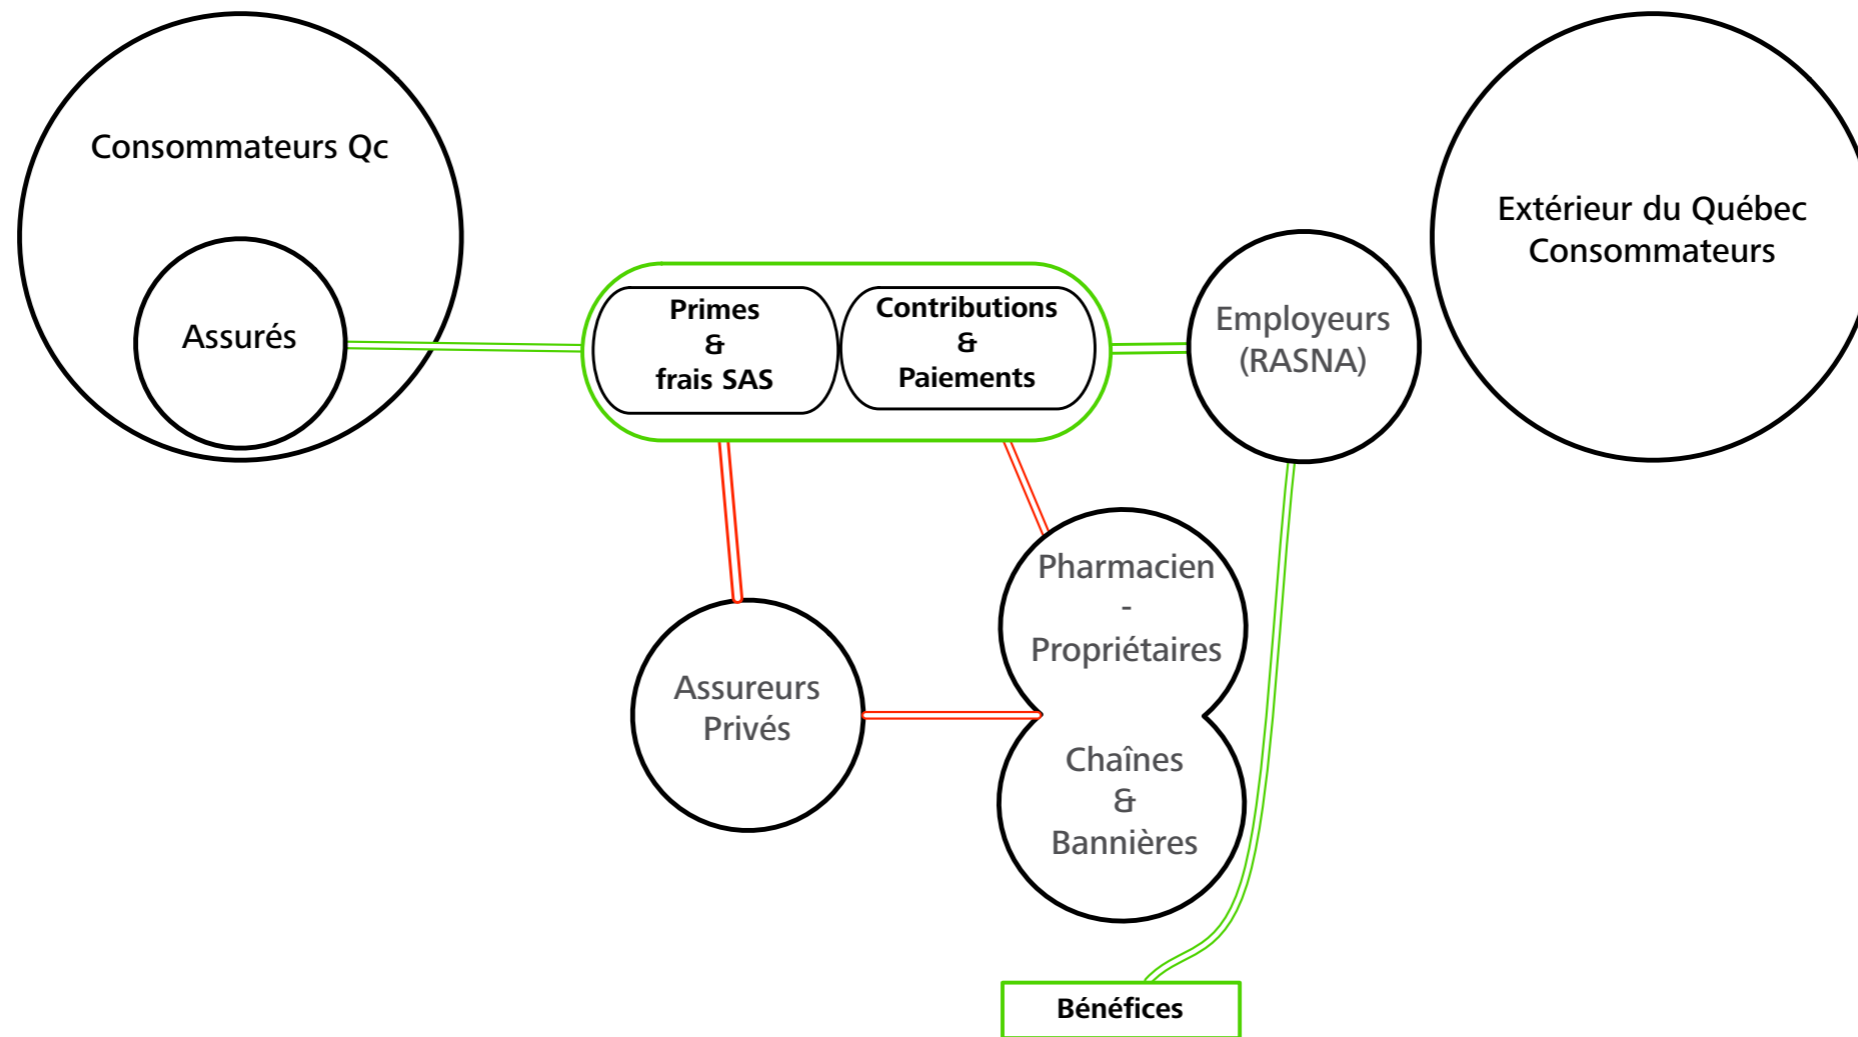 Consommateurs Qc
Assurés
Primes
&
frais SAS
Contributions
&
Paiements
Employeurs
(RASNA)
Extérieur du Québec
Consommateurs
Pharmacien
-
Propriétaires
Assureurs
Privés
Chaînes
&
Bannières
Bénéfices